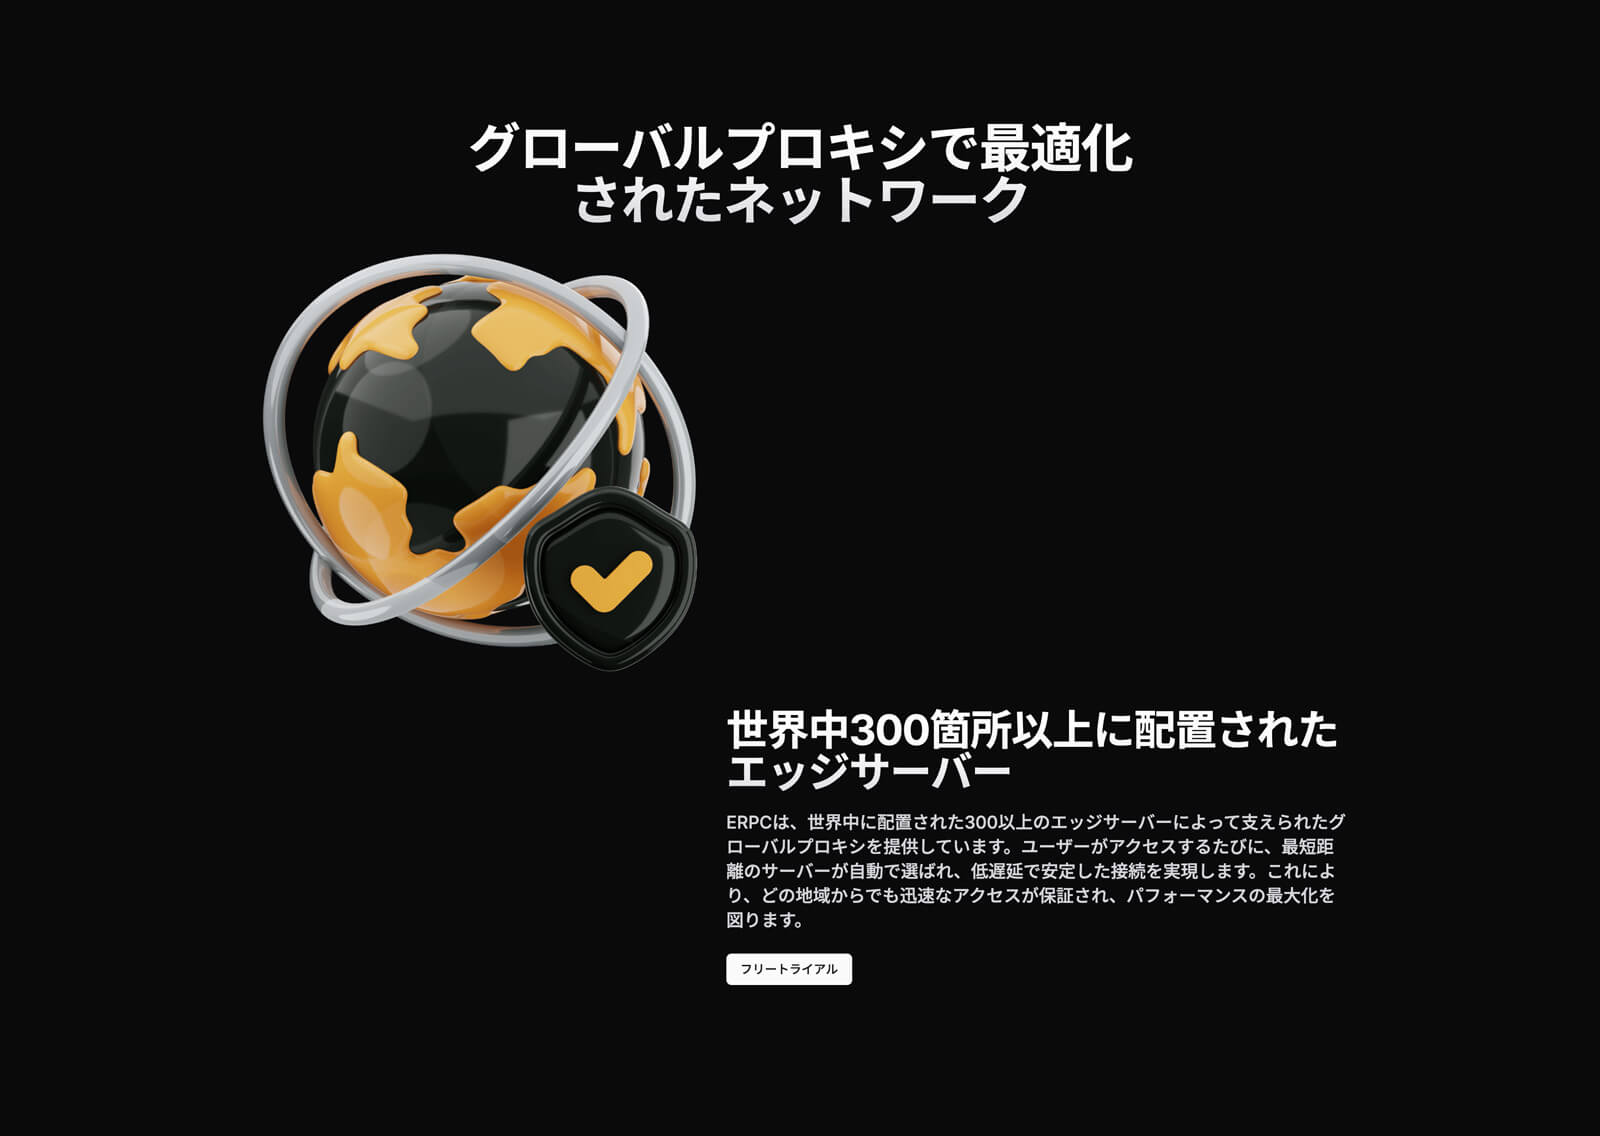 グローバルプロキシで最適化
されたネットワーク
世界中300箇所以上に配置された
エッジサーバー
ERPCは、世界中に配置された300以上のエッジサーバーによって支えられたグ
ローバルプロキシを提供しています。ユーザーがアクセスするたびに、最短距
離のサーバーが自動で選ばれ、低遅延で安定した接続を実現します。これによ
り、どの地域からでも迅速なアクセスが保証され、パフォーマンスの最大化を
図ります。
フリートライアル